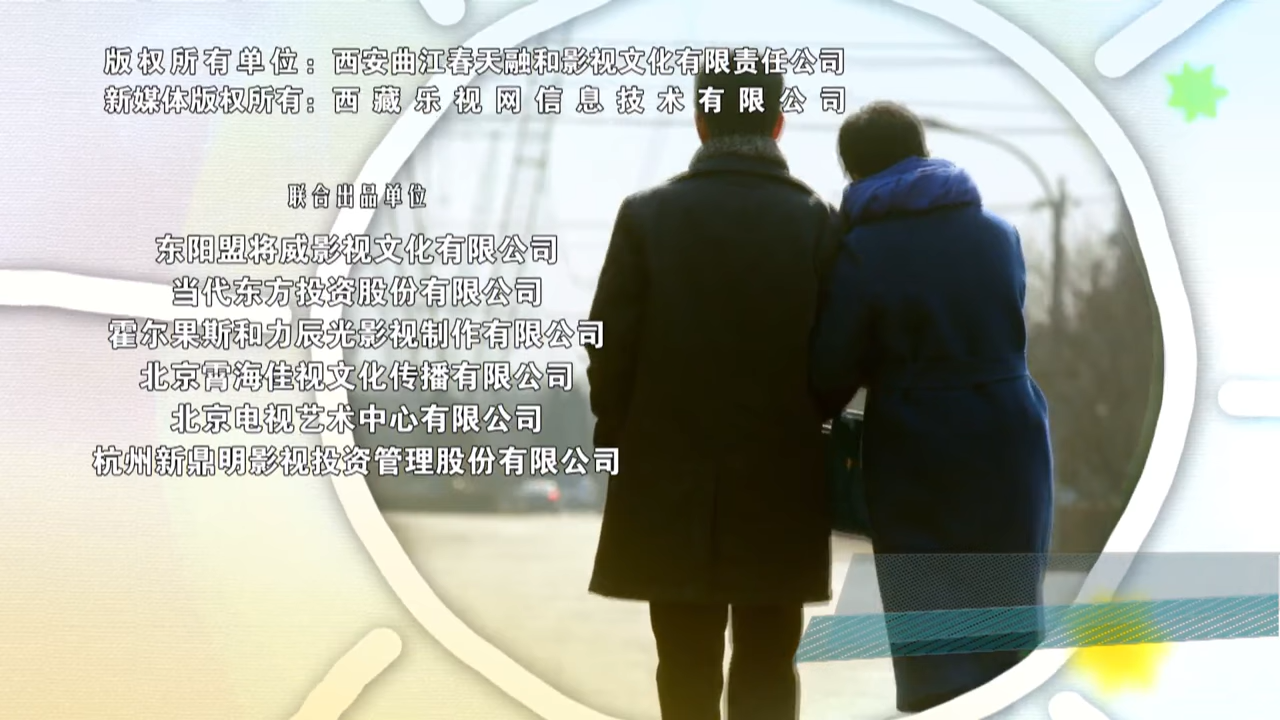 版权所有单位：西安曲江春天融和影视文化有限责任公司
新媒体版权所有：西藏乐视网信息技术有限公司
联合出品单位
东阳盟将威影视文化有限公司
当代东方投资股份有限公司
霍尔果斯和力辰光影视制作有限公司
北京霄海佳视文化传播有限公司
北京电视艺术中心有限公司
杭州新鼎明影视投资管理股份有限公司